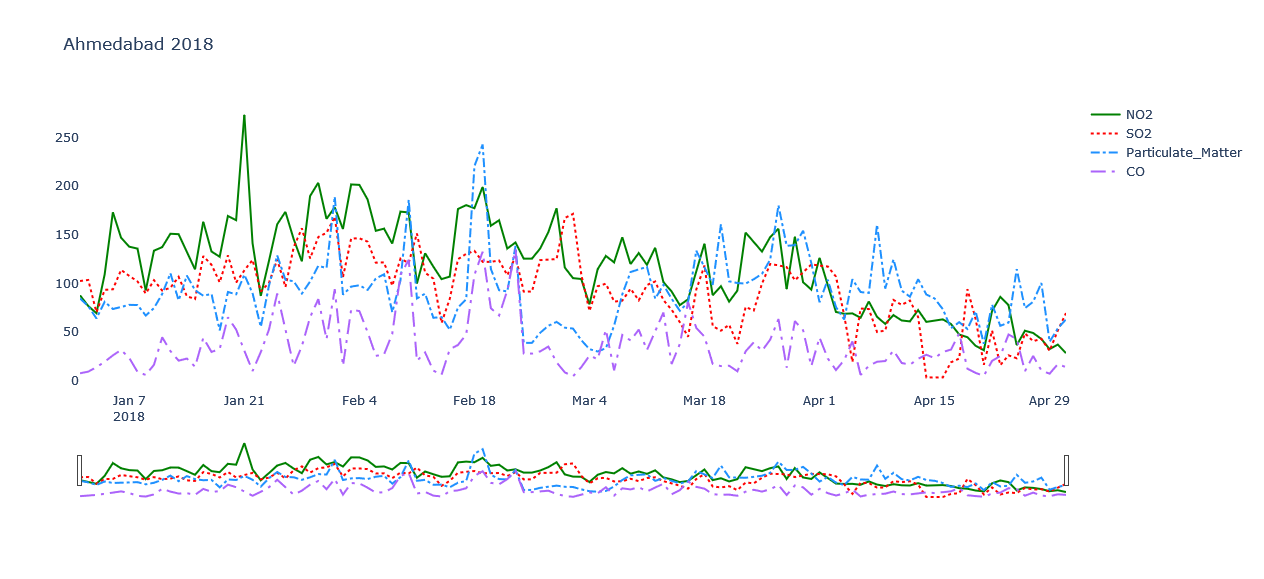 Ahmedabad 2018
NO2
SO2
Particulate_Matter
CO
250
200
150
100
50
0
Jan 7
2018
Jan 21
Feb 4
Feb 18
Mar 4
Mar 18
Apr 1
Apr 15
Apr 29